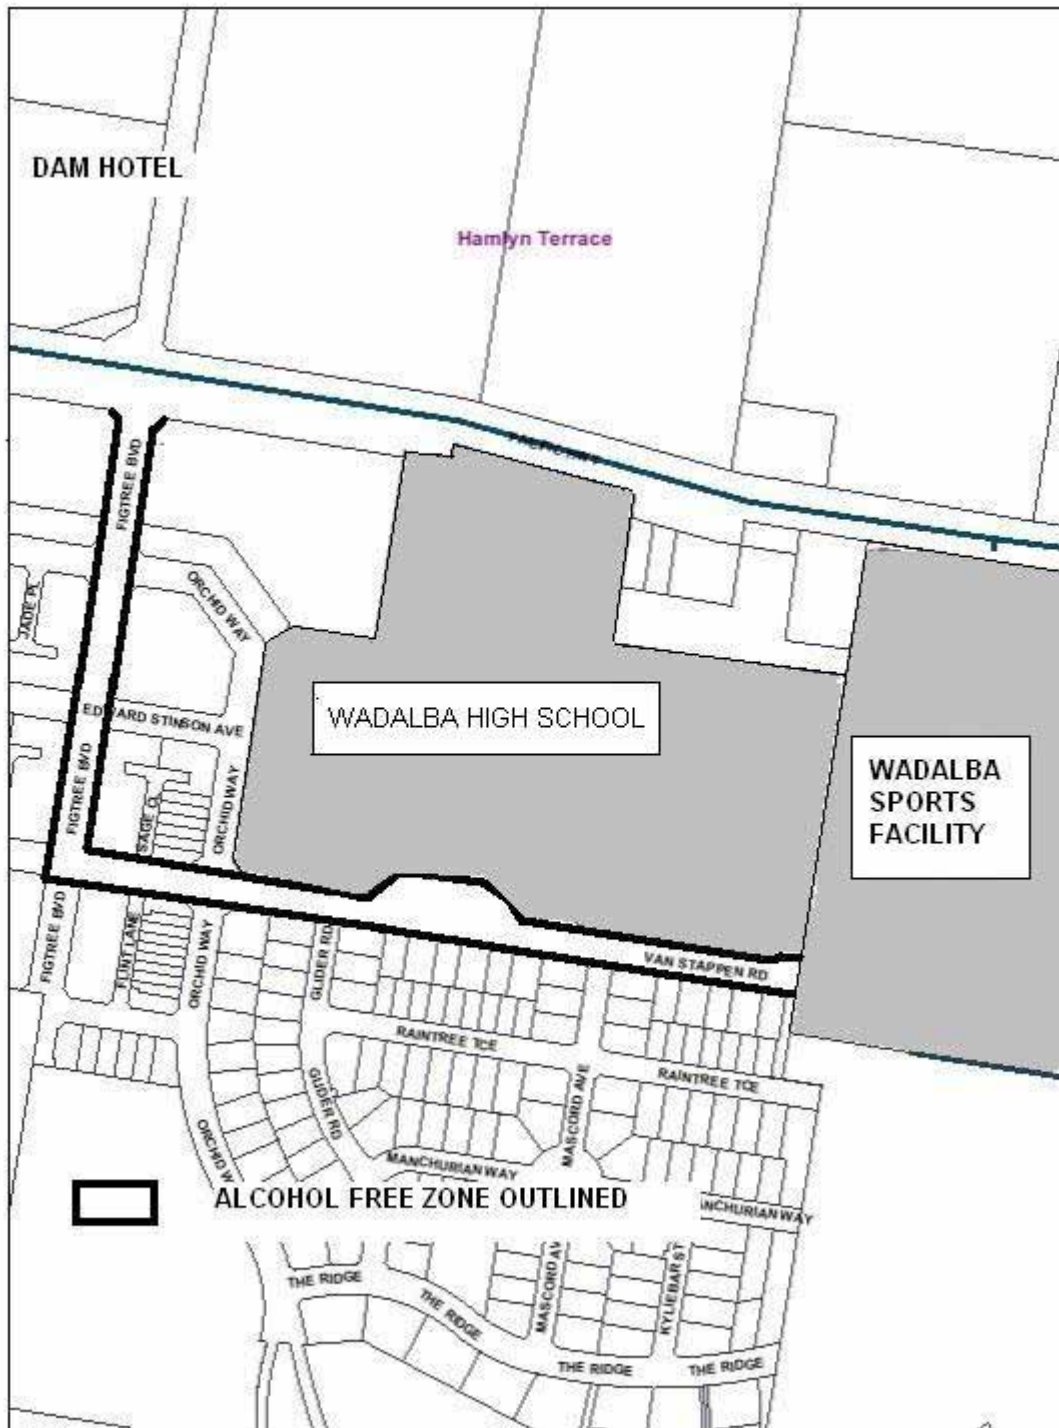 DAM HOTEL
Hamlyn Terrace
FIGTREE BVD
ORCHID WAY
JADE PL
WADALBA HIGH SCHOOL
EDWARD STINSON AVE
WADALBA
SPORTS
FACILITY
FIGTREE BVD
SAGE CL
ORCHID WAY
FIGTREE BVD
FLINT LANE
ORCHID WAY
GLIDER RD
VAN STAPPEN RD
RAINTREE TCE
RAINTREE TCE
GLIDER RD
MASCORD AVE
ORCHID W
MANCHURIAN WAY
ALCOHOL FREE ZONE OUTLINED
ANCHURIAN WAY
MASCORD AV
KYLIEBAR ST
THE RIDGE
THE RIDGE
THE RIDGE
THE RIDGE